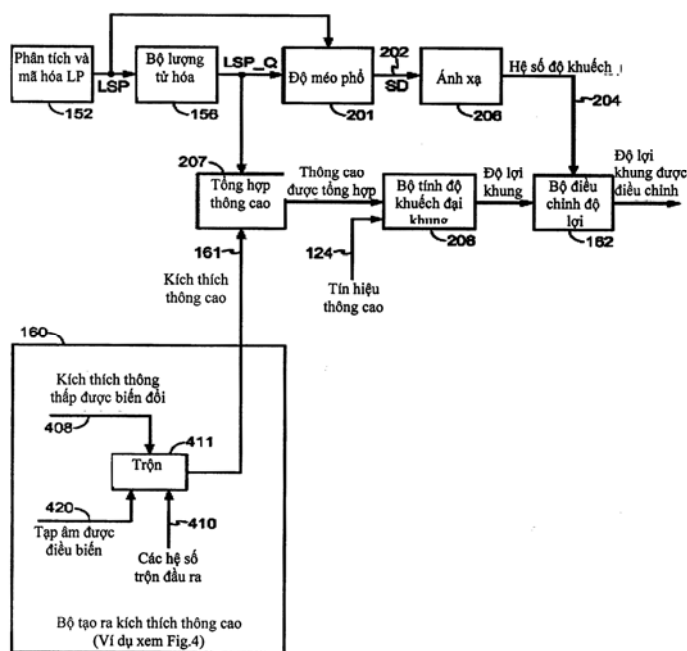 Phân tích và
mã hóa LP
152
LSP
Bộ lượng
tử hóa
156
LSP_Q
Độ méo phổ
201
202
SD
Ánh xạ
206
Hệ số độ khuếch
204
207
Tổng hợp
thông cao
Thông cao
được tổng hợp
Bộ tính độ
khuếch đại
khung
208
Độ lợi
khung
Bộ điều
chỉnh độ
lợi
162
Độ lợi
khung được
điều chỉnh
161
Kích thích
thông cao
124
Tín hiệu
thông cao
160
Kích thích thông
thấp được biến đổi
408
411
Trộn
420
Tạp âm được
điều biến
410
Các hệ số
trộn đầu ra
Bộ tạo ra kích thích thông cao
(Ví dụ xem Fig.4)